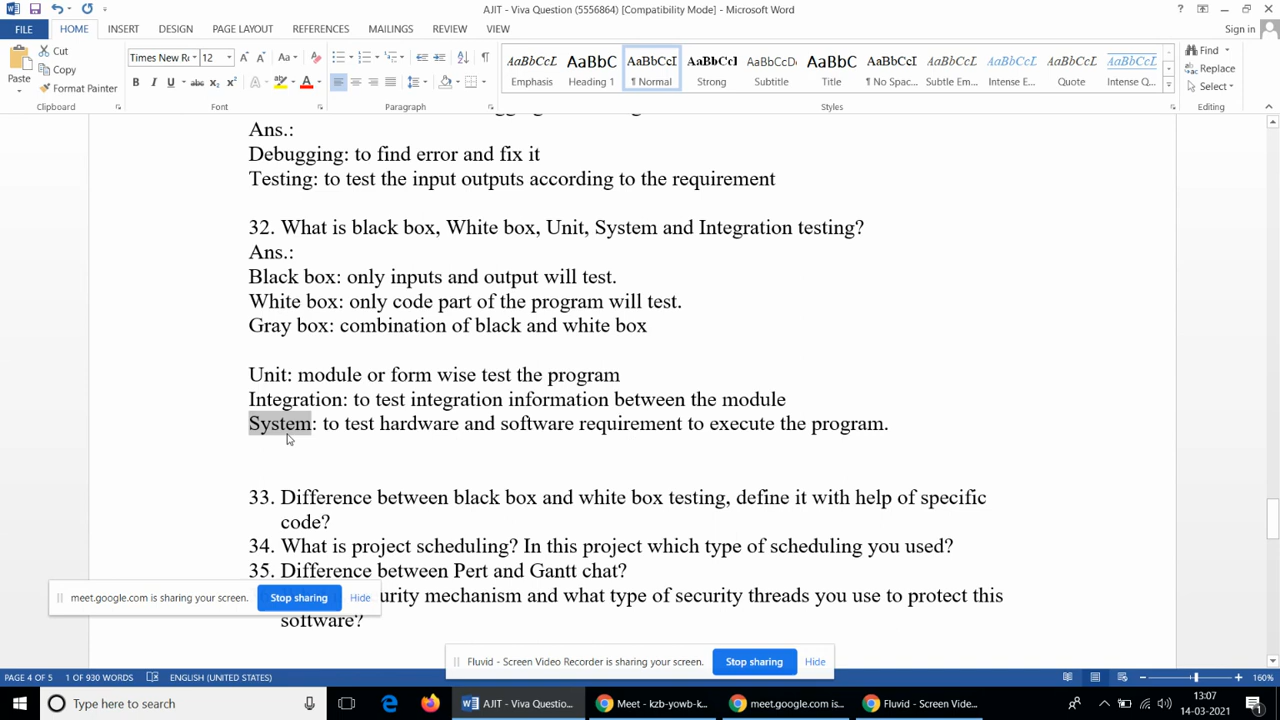 AJIT - Viva Question (5556864) [Compatibility Mode] - Microsoft Word
FILE HOME INSERT DESIGN PAGE LAYOUT REFERENCES MAILINGS REVIEW VIEW Sign in
Paste Cut Copy Format Painter
Clipboard
Times New Ro 12
Font
Paragraph
AaBbCcI AaBbC AaBbCcI AaBbCcI AaBbCcD AaBbC AaBbCcI AaBbCcL AaBbCcL AaBbCcL AaBbCcL
Emphasis Heading 1 ¶ Normal Strong Subtitle Title ¶ No Spac... Subtle Em... Intense E... Quote Intense Q...
Styles
Find Replace Select
Editing
Ans.:
Debugging: to find error and fix it
Testing: to test the input outputs according to the requirement
32. What is black box, White box, Unit, System and Integration testing?
Ans.:
Black box: only inputs and output will test.
White box: only code part of the program will test.
Gray box: combination of black and white box
Unit: module or form wise test the program
Integration: to test integration information between the module
System: to test hardware and software requirement to execute the program.
33. Difference between black box and white box testing, define it with help of specific
code?
34. What is project scheduling? In this project which type of scheduling you used?
35. Difference between Pert and Gantt chat?
urity mechanism and what type of security threads you use to protect this
software?
meet.google.com is sharing your screen. Stop sharing Hide
Fluvid - Screen Video Recorder is sharing your screen. Stop sharing Hide
PAGE 4 OF 5 1 OF 930 WORDS ENGLISH (UNITED STATES) 160%
Type here to search
AJIT - Viva Questio... Meet - kzb-yowb-k... meet.google.com is... Fluvid - Screen Vid...
13:07
14-03-2021